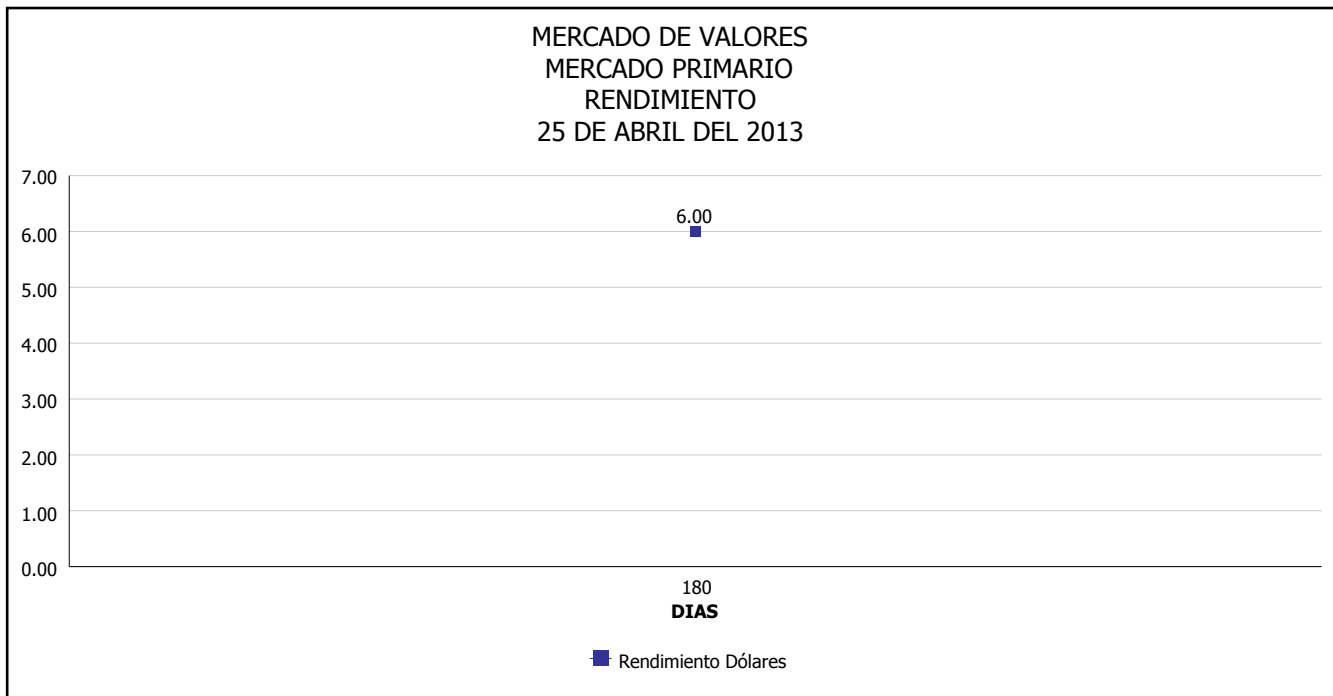 MERCADO DE VALORES
MERCADO PRIMARIO
RENDIMIENTO
25 DE ABRIL DEL 2013
7.00
6.00
6.00
5.00
4.00
3.00
2.00
1.00
0.00
180
DIAS
Rendimiento Dólares